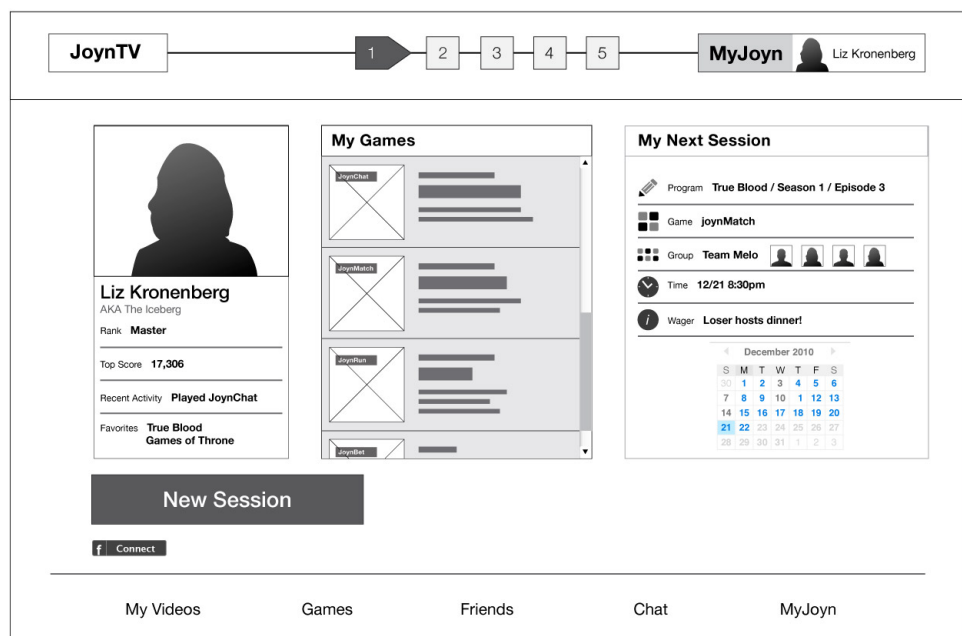 JoynTV
1
2
3
4
5
MyJoyn
Liz Kronenberg
Liz Kronenberg
AKA The Iceberg
Rank Master
Top Score 17,306
Recent Activity Played JoynChat
Favorites True Blood
Games of Throne
My Games
JoynChat
JoynMatch
JoynRun
JoynBet
My Next Session
Program True Blood / Season 1 / Episode 3
Game joynMatch
Group Team Melo
Time 12/21 8:30pm
i Wager Loser hosts dinner!
December 2010
S M T W T F S
30 1 2 3 4 5 6
7 8 9 10 1 12 13
14 15 16 17 18 19 20
21 22 23 24 25 26 27
28 29 30 31 1 2 3
New Session
f Connect
My Videos Games Friends Chat MyJoyn